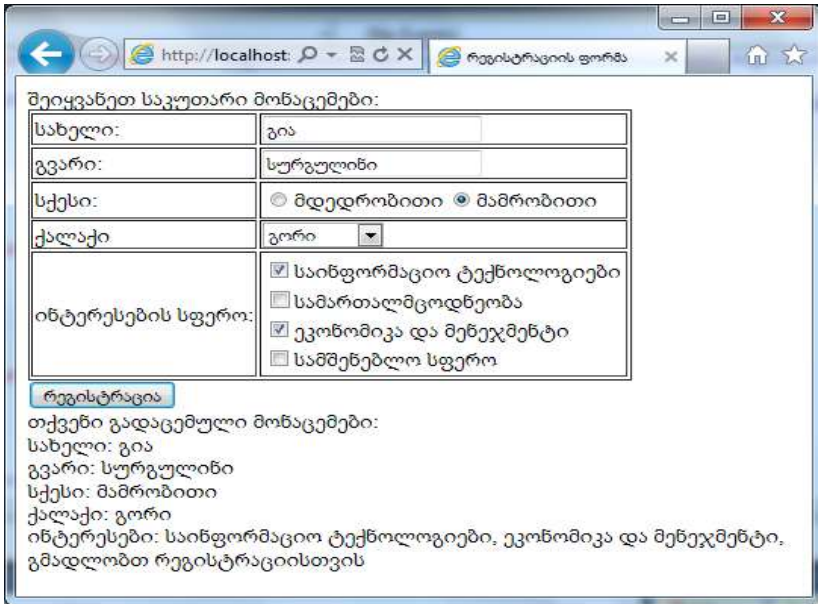 http://localhost:
რეგისტრაციის ფორმა
შეიყვანეთ საკუთარი მონაცემები:
სახელი: გია
გვარი: სურგულინი
სქესი: მდედრობითი მამრობითი
ქალაქი გორი
ინტერესების სფერო:
საინფორმაციო ტექნოლოგიები
სამართალმცოდნეობა
ეკონომიკა და მენეჯმენტი
სამშენებლო სფერო
რეგისტრაცია
თქვენი გადაცემული მონაცემები:
სახელი: გია
გვარი: სურგულინი
სქესი: მამრობითი
ქალაქი: გორი
ინტერესები: საინფორმაციო ტექნოლოგიები, ეკონომიკა და მენეჯმენტი,
გმადლობთ რეგისტრაციისთვის